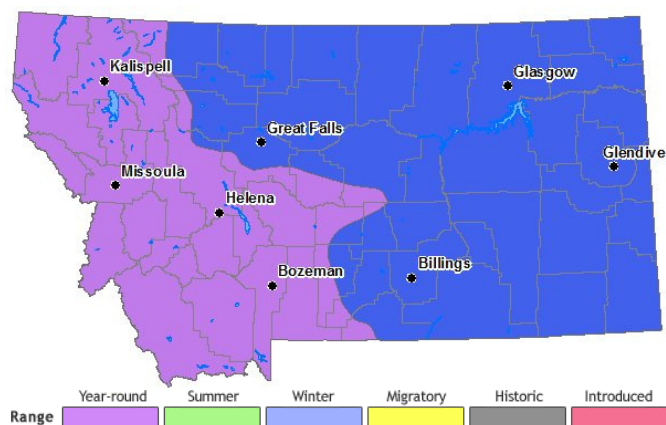 Kalispell
Glasgow
Great Falls
Glendive
Missoula
Helena
Bozeman
Billings
Year-round Summer Winter Migratory Historic Introduced
Range